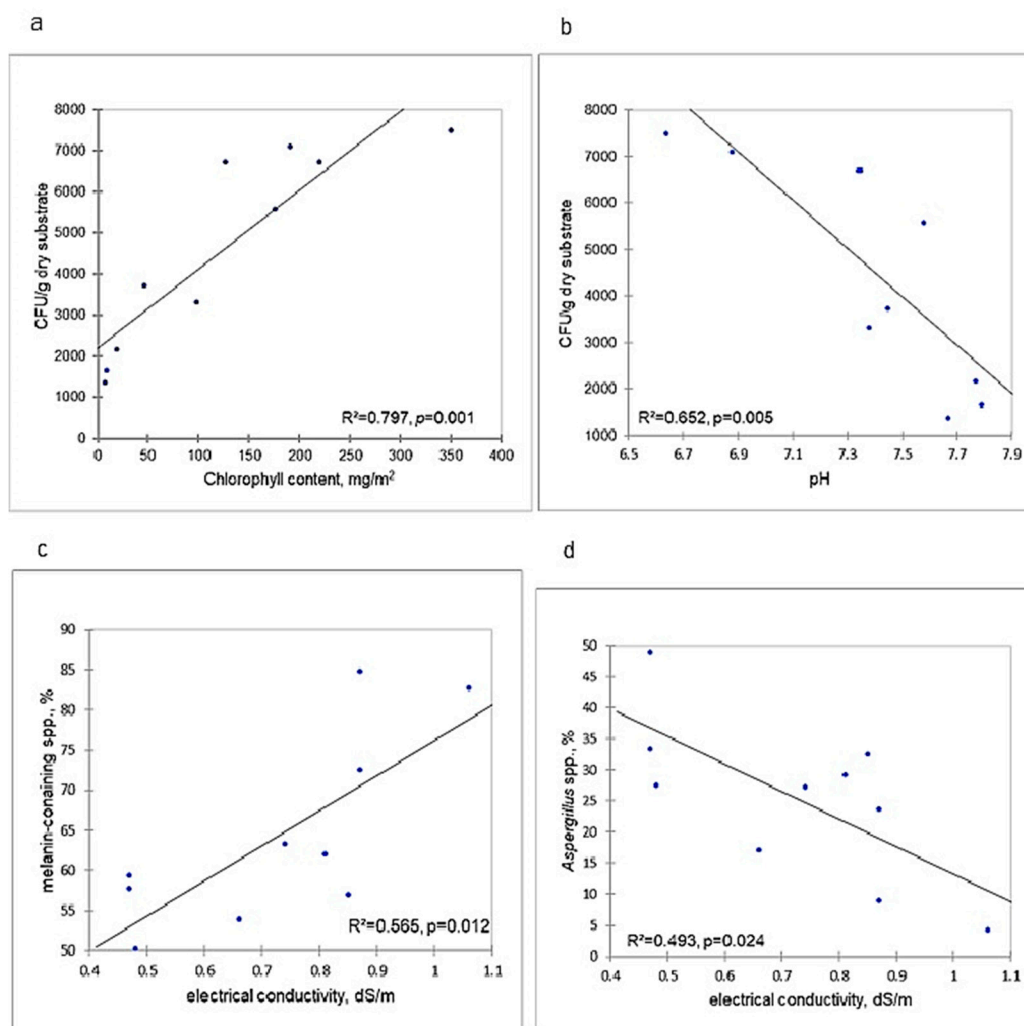 a
CFU/g dry substrate
8000
7000
6000
5000
4000
3000
2000
1000
0
R²=0.797, p=0.001
0 50 100 150 200 250 300 350 400
Chlorophyll content, mg/m²
b
CFU\g dry substrate
8000
7000
6000
5000
4000
3000
2000
1000
R²=0.652, p=0.005
6.5 6.7 6.9 7.1 7.3 7.5 7.7 7.9
pH
c
melanin-conaining spp., %
90
85
80
75
70
65
60
55
50
R²=0.565, p=0.012
0.4 0.5 0.6 0.7 0.8 0.9 1 1.1
electrical conductivity, dS/m
d
Aspergillus spp., %
50
45
40
35
30
25
20
15
10
5
0
R²=0.493, p=0.024
0.4 0.5 0.6 0.7 0.8 0.9 1 1.1
electrical conductivity, dS/m